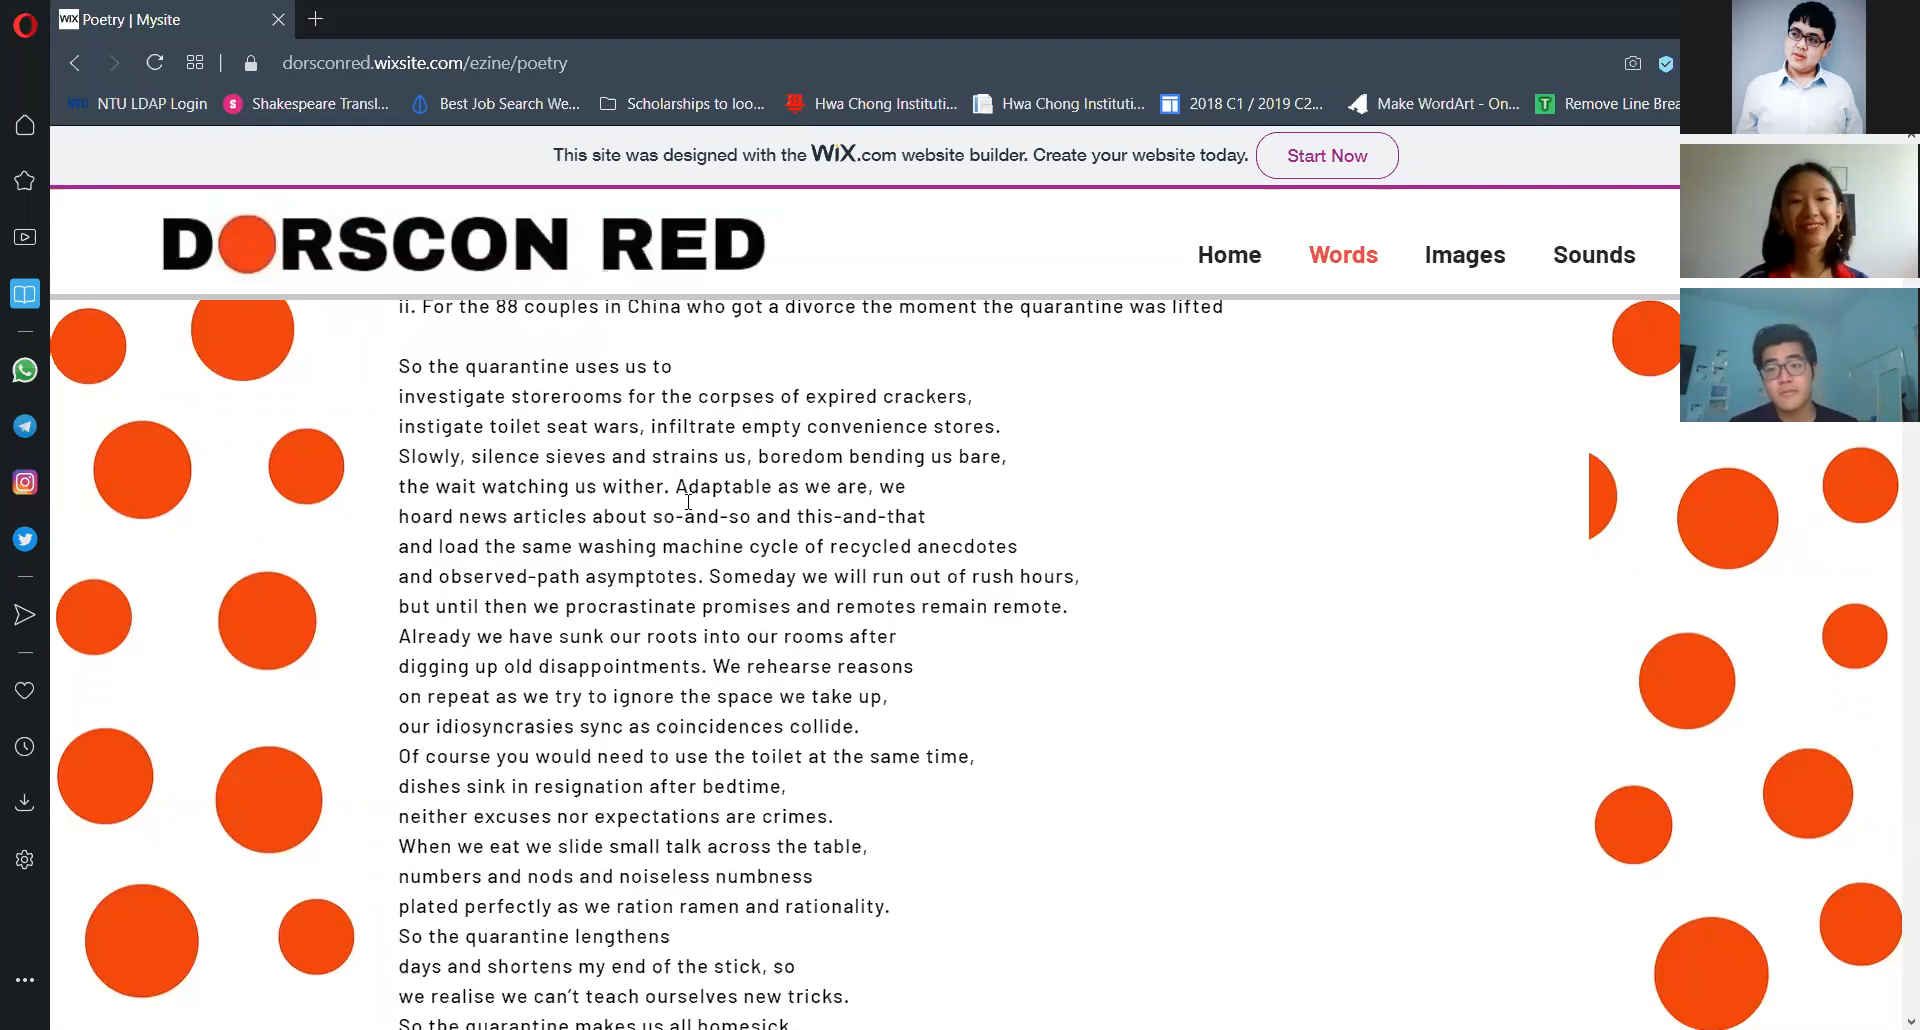 Poetry | Mysite
dorsconred.wixsite.com/ezine/poetry
NTU LDAP Login
Shakespeare Transl...
Best Job Search We...
Scholarships to loo...
Hwa Chong Instituti...
Hwa Chong Instituti...
2018 C1 / 2019 C2...
Make WordArt - On...
Remove Line Brea
This site was designed with the WiX.com website builder. Create your website today.
Start Now
DORSCON RED
Home
Words
Images
Sounds
ii. For the 88 couples in China who got a divorce the moment the quarantine was lifted
So the quarantine uses us to
investigate storerooms for the corpses of expired crackers,
instigate toilet seat wars, infiltrate empty convenience stores.
Slowly, silence sieves and strains us, boredom bending us bare,
the wait watching us wither. Adaptable as we are, we
hoard news articles about so-and-so and this-and-that
and load the same washing machine cycle of recycled anecdotes
and observed-path asymptotes. Someday we will run out of rush hours,
but until then we procrastinate promises and remotes remain remote.
Already we have sunk our roots into our rooms after
digging up old disappointments. We rehearse reasons
on repeat as we try to ignore the space we take up,
our idiosyncrasies sync as coincidences collide.
Of course you would need to use the toilet at the same time,
dishes sink in resignation after bedtime,
neither excuses nor expectations are crimes.
When we eat we slide small talk across the table,
numbers and nods and noiseless numbness
plated perfectly as we ration ramen and rationality.
So the quarantine lengthens
days and shortens my end of the stick, so
we realise we can't teach ourselves new tricks.
So the quarantine makes us all homesick